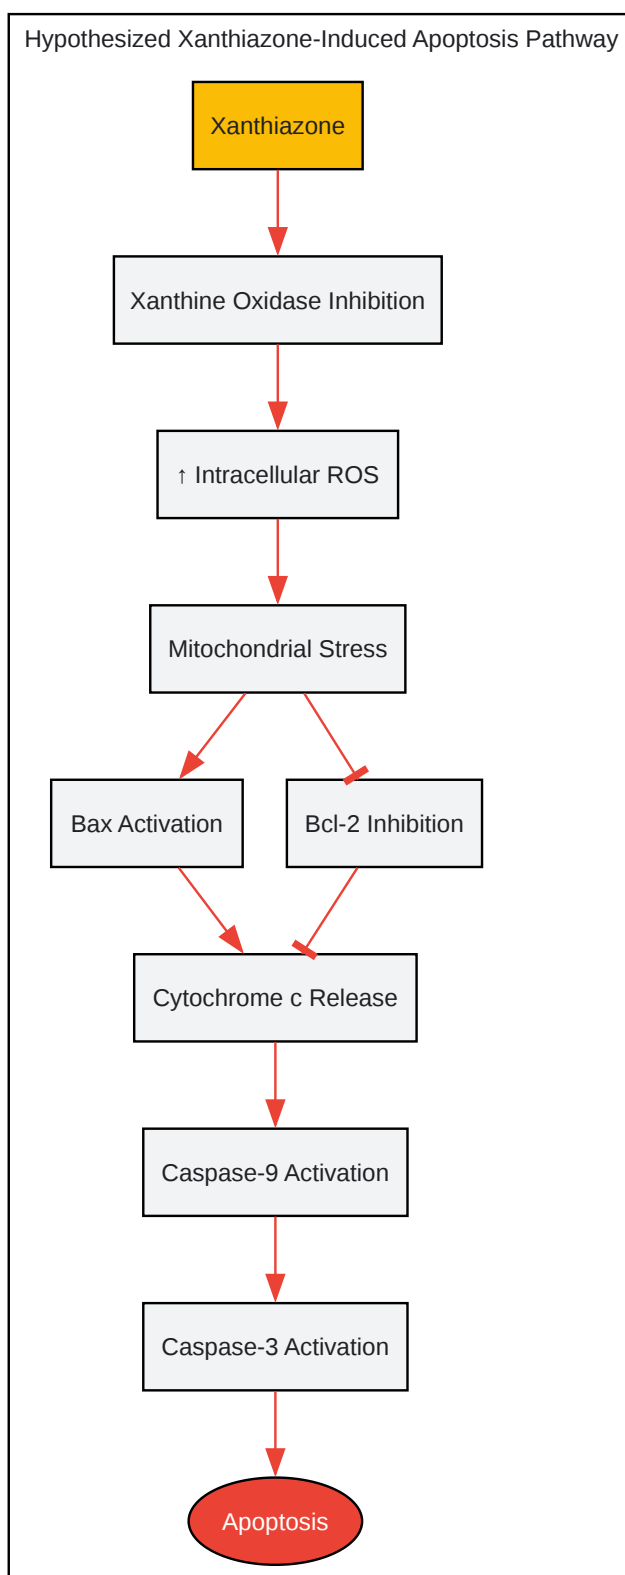 Hypothesized Xanthiazone-Induced Apoptosis Pathway
Xanthiazone
Xanthine Oxidase Inhibition
↑ Intracellular ROS
Mitochondrial Stress
Bax Activation
Bcl-2 Inhibition
Cytochrome c Release
Caspase-9 Activation
Caspase-3 Activation
Apoptosis